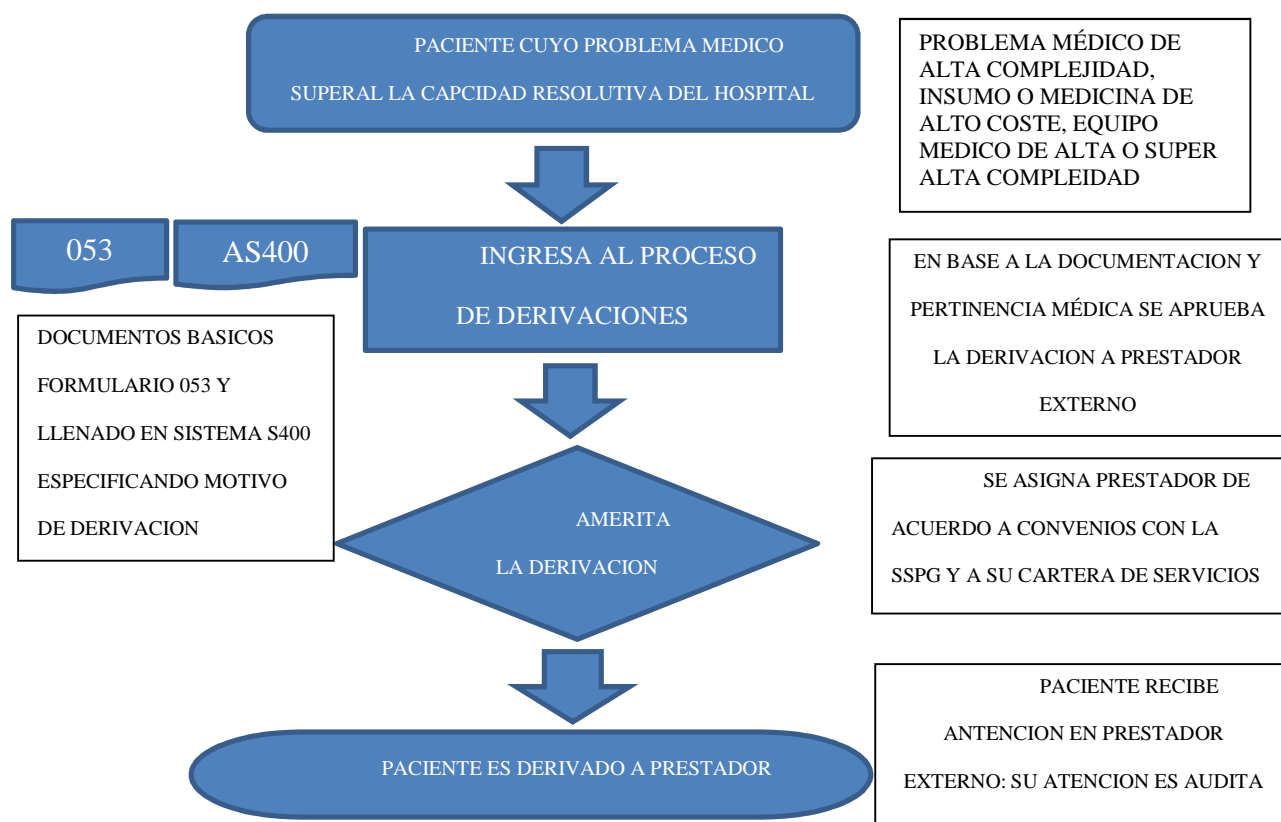 PACIENTE CUYO PROBLEMA MEDICO
SUPERAL LA CAPCIDAD RESOLUTIVA DEL HOSPITAL
PROBLEMA MÉDICO DE
ALTA COMPLEJIDAD,
INSUMO O MEDICINA DE
ALTO COSTE, EQUIPO
MEDICO DE ALTA O SUPER
ALTA COMPLEIDAD
053
AS400
INGRESA AL PROCESO
DE DERIVACIONES
EN BASE A LA DOCUMENTACION Y
PERTINENCIA MÉDICA SE APRUEBA
LA DERIVACION A PRESTADOR
EXTERNO
DOCUMENTOS BASICOS
FORMULARIO 053 Y
LLENADO EN SISTEMA S400
ESPECIFICANDO MOTIVO
DE DERIVACION
AMERITA
LA DERIVACION
SE ASIGNA PRESTADOR DE
ACUERDO A CONVENIOS CON LA
SSPG Y A SU CARTERA DE SERVICIOS
PACIENTE ES DERIVADO A PRESTADOR
PACIENTE RECIBE
ANTENCION EN PRESTADOR
EXTERNO: SU ATENCION ES AUDITA